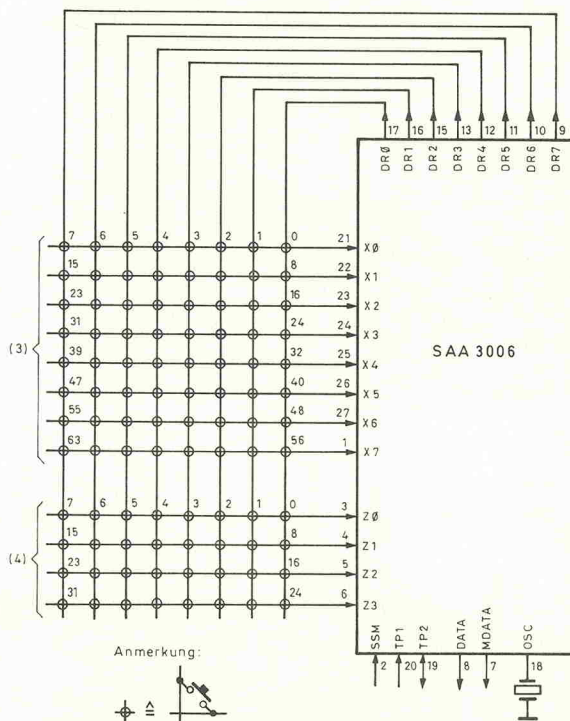 17 16 15 13 12 11 10 9
DRØ DR1 DR2 DR3 DR4 DR5 DR6 DR7
7 6 5 4 3 2 1 0 21 XØ
15 8 22 X1
23 16 23 X2
31 24 24 X3
(3)
39 32 25 X4
SAA 3006
47 40 26 X5
55 48 27 X6
63 56 1 X7
7 6 5 4 3 2 1 0 3 ZØ
15 8 4 Z1
(4)
23 16 5 Z2
31 24 6 Z3
SSM TP1 TP2 DATA MDATA OSC
2 20 19 8 7 18
Anmerkung:
≙